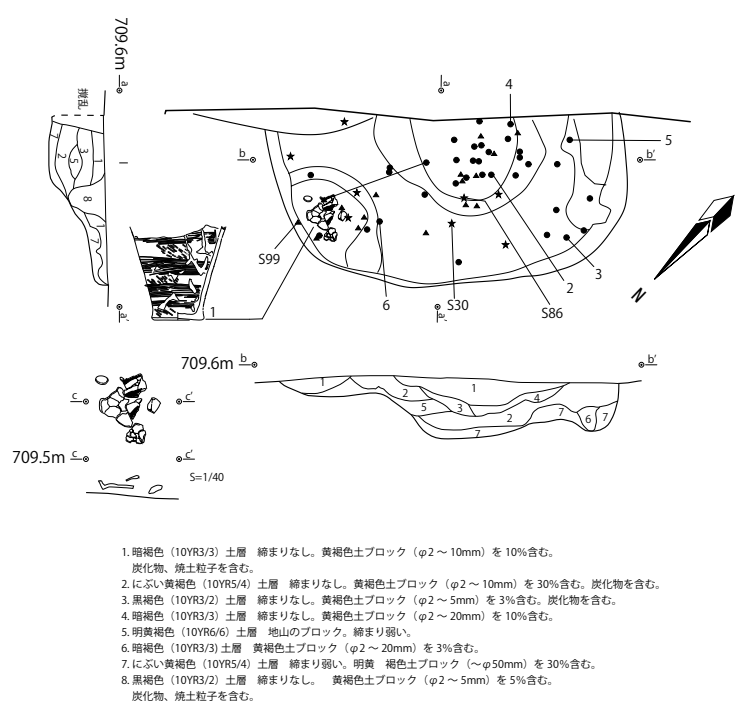 709.6m
a
a
攪乱
4
7
3
2
5
1
Ⅰ
b
b'
5
8
1
7
S99
1
6
S30
S86
2
3
N
a'
a'
709.6m
b
b'
1
1
2
4
5
3
2
7
6
7
7
c
c'
709.5m
c
c'
S=1/40
1. 暗褐色（10YR3/3）土層　締まりなし。黄褐色土ブロック（φ2 ～ 10mm）を 10%含む。
炭化物、焼土粒子を含む。
2. にぶい黄褐色（10YR5/4）土層　締まりなし。黄褐色土ブロック（φ2 ～ 10mm）を 30%含む。炭化物を含む。
3. 黒褐色（10YR3/2）土層　締まりなし。黄褐色土ブロック（φ2 ～ 5mm）を 3%含む。炭化物を含む。
4. 暗褐色（10YR3/3）土層　締まりなし。黄褐色土ブロック（φ2 ～ 20mm）を 10%含む。
5. 明黄褐色（10YR6/6）土層　地山のブロック。締まり弱い。
6. 暗褐色（10YR3/3) 土層　黄褐色土ブロック（φ2 ～ 20mm）を 3%含む。
7. にぶい黄褐色（10YR5/4）土層　締まり弱い。明黄　褐色土ブロック（～φ50mm）を 30%含む。
8. 黒褐色（10YR3/2）土層　締まりなし。　黄褐色土ブロック（φ2 ～ 5mm）を 5%含む。
炭化物、焼土粒子を含む。